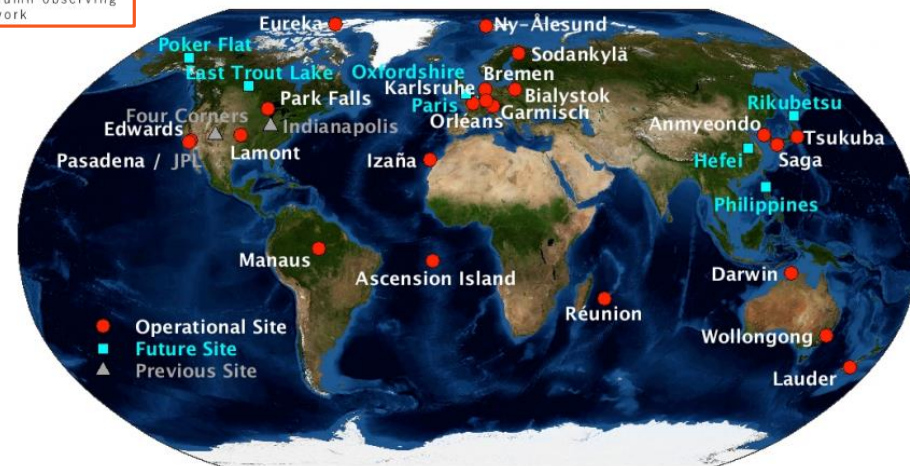 observing
work
Eureka
Ny-Ålesund
Poker Flat
Sodankylä
East Trout Lake
Oxfordshire
Bremen
Karlsruhe
Park Falls
Bialystok
Paris
Four Corners
Rikubetsu
Garmisch
Orléans
Edwards
Indianapolis
Anmyeondo
Tsukuba
Pasadena / JPL
Lamont
Izaña
Hefei
Saga
Philippines
Manaus
Ascension Island
Darwin
Réunion
Operational Site
Wollongong
Future Site
Previous Site
Lauder